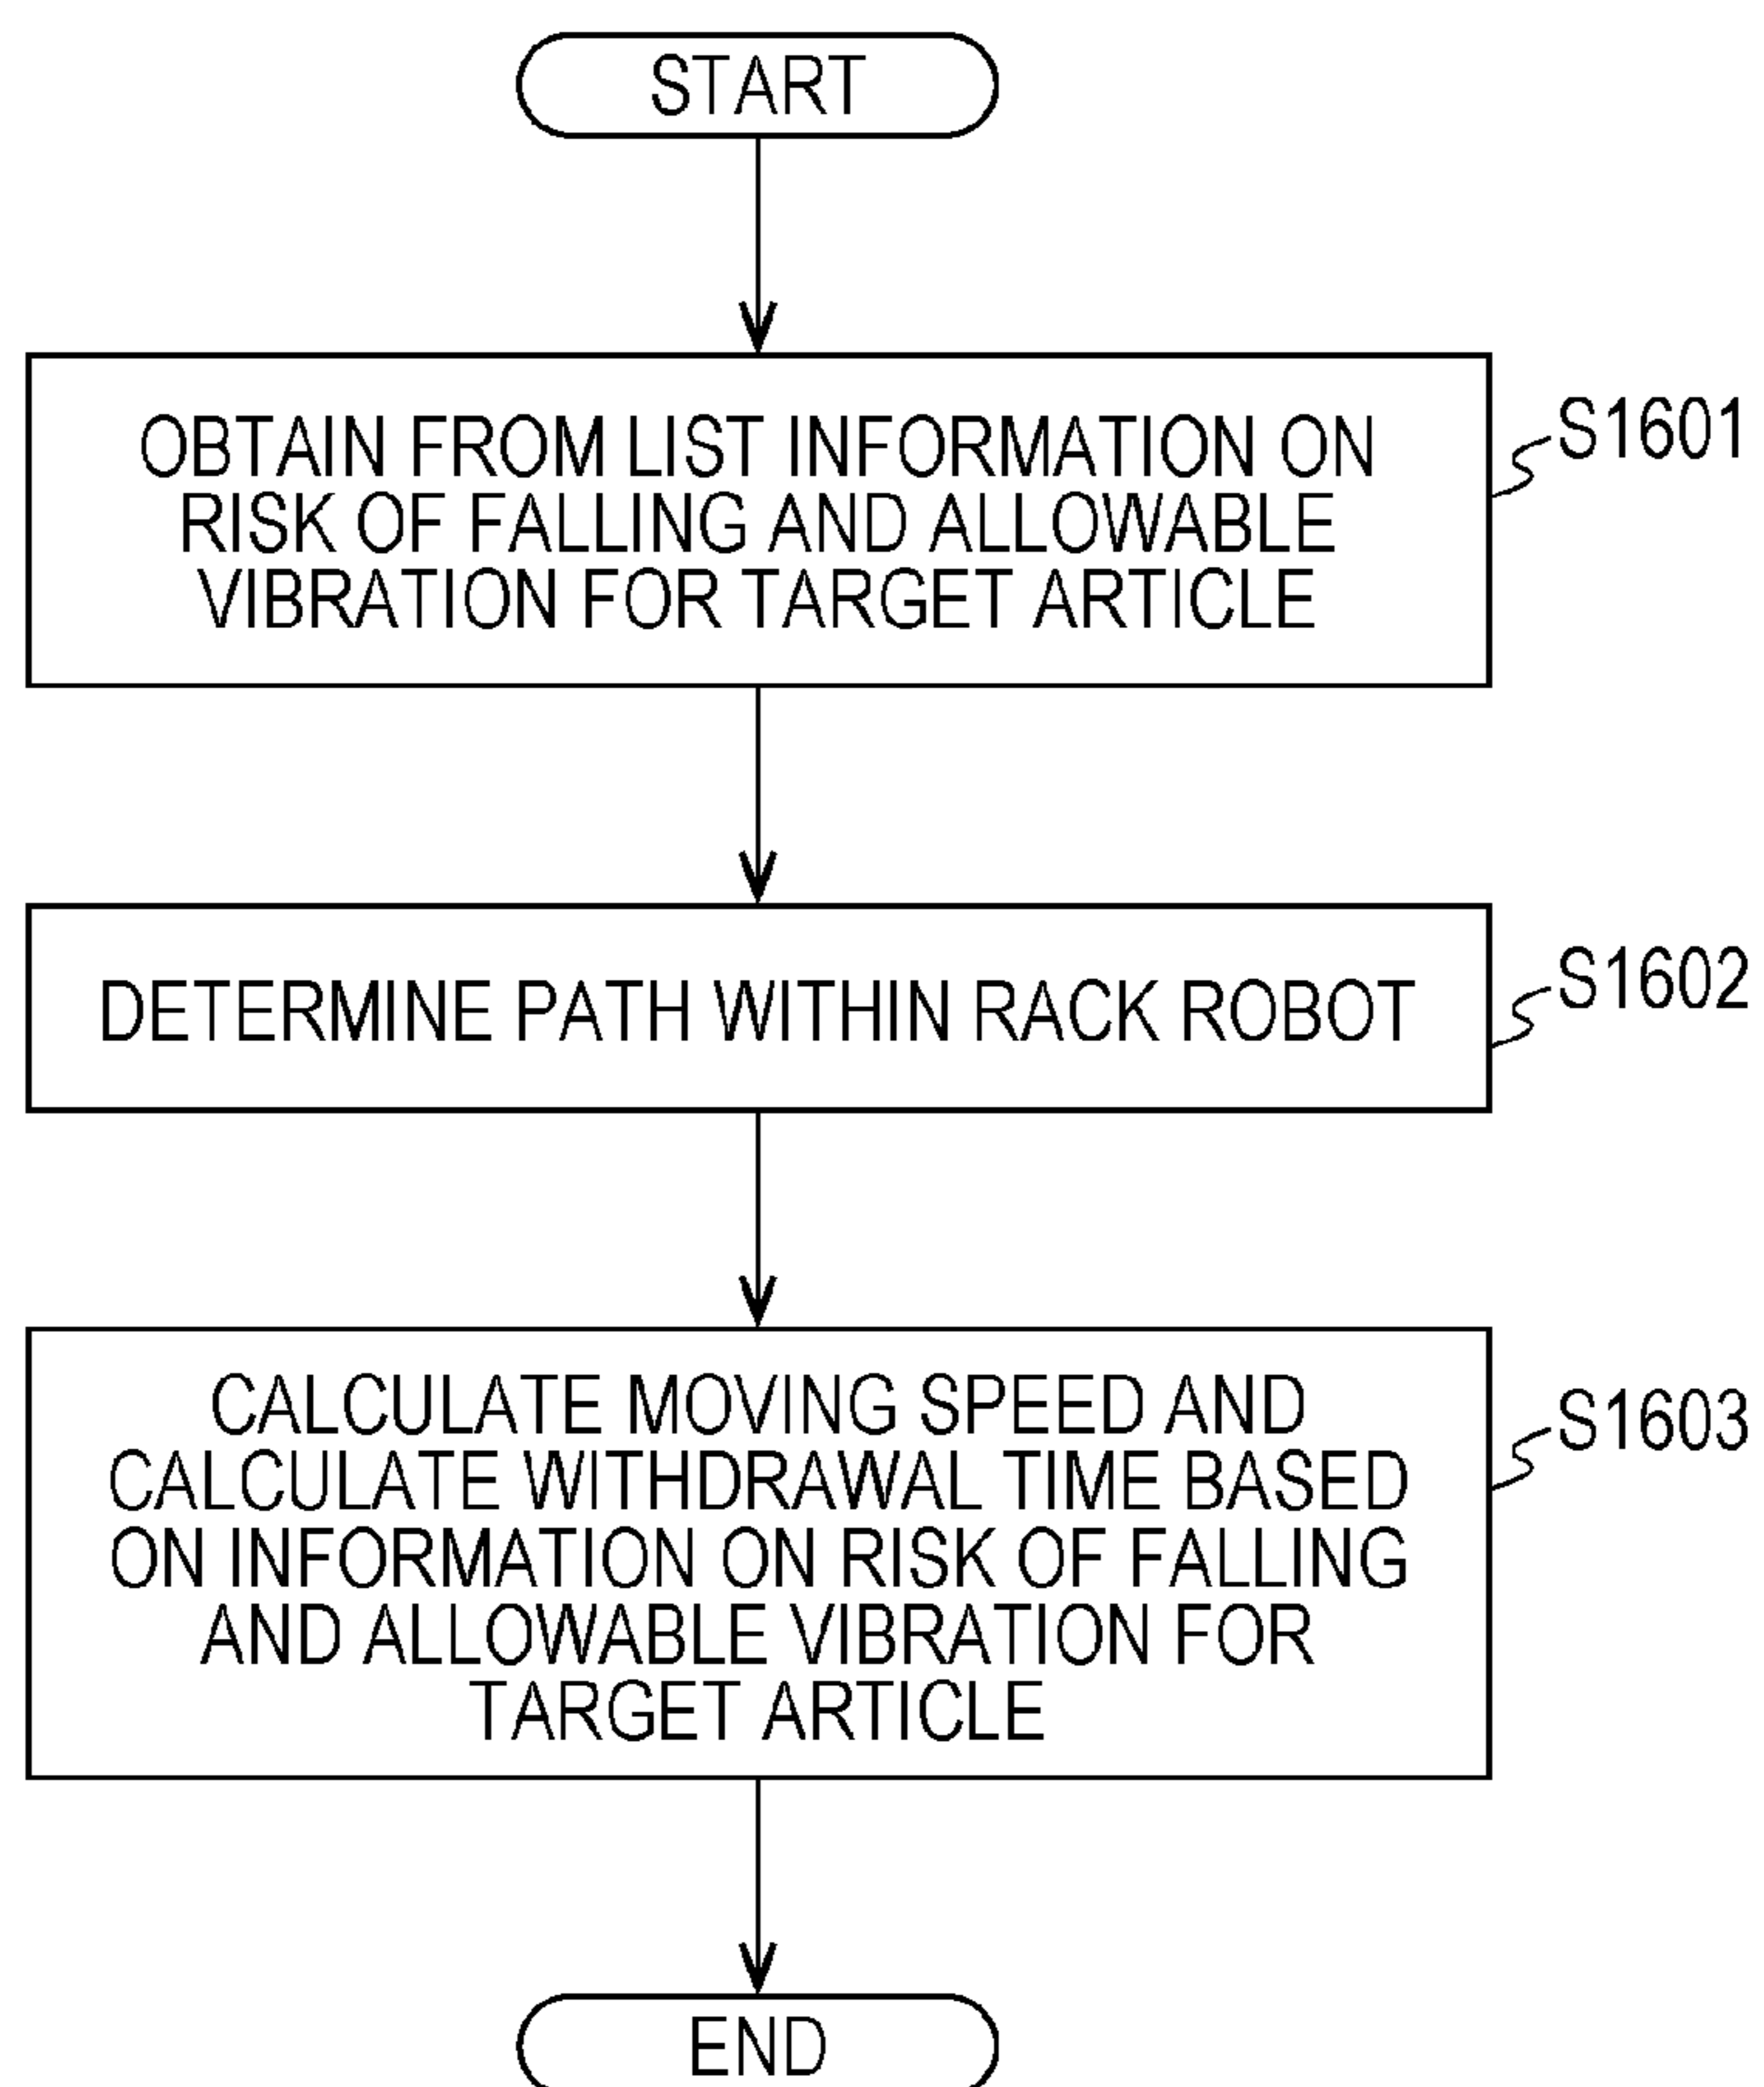 START
OBTAIN FROM LIST INFORMATION ON
RISK OF FALLING AND ALLOWABLE
VIBRATION FOR TARGET ARTICLE
S1601
DETERMINE PATH WITHIN RACK ROBOT
S1602
CALCULATE MOVING SPEED AND
CALCULATE WITHDRAWAL TIME BASED
ON INFORMATION ON RISK OF FALLING
AND ALLOWABLE VIBRATION FOR
TARGET ARTICLE
S1603
END